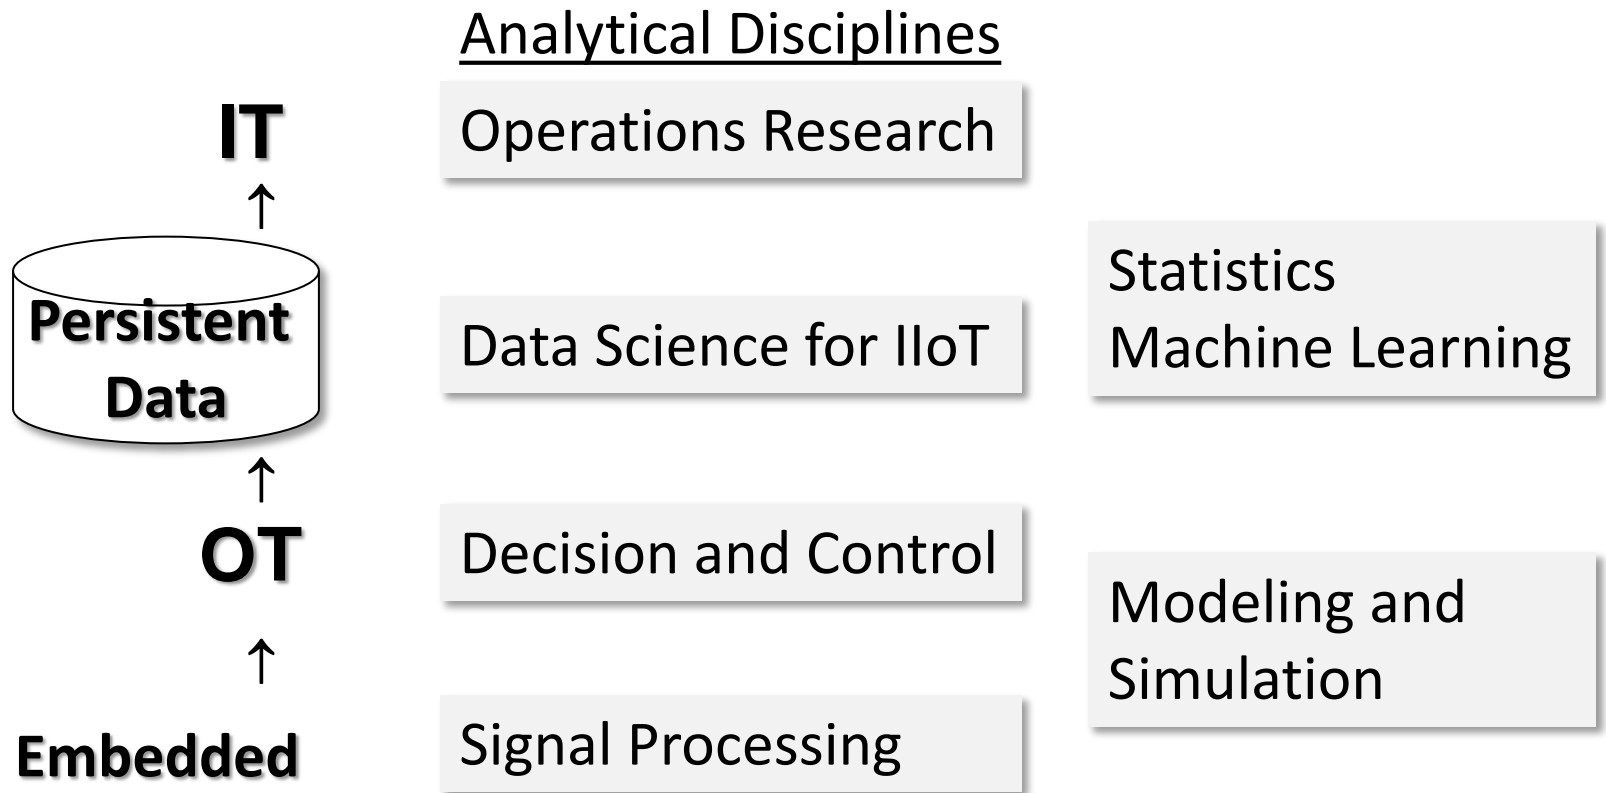 Analytical Disciplines
IT
Operations Research
↑
Statistics
Machine Learning
Persistent
Data
Data Science for IIoT
↑
OT
Decision and Control
Modeling and
Simulation
↑
Embedded
Signal Processing